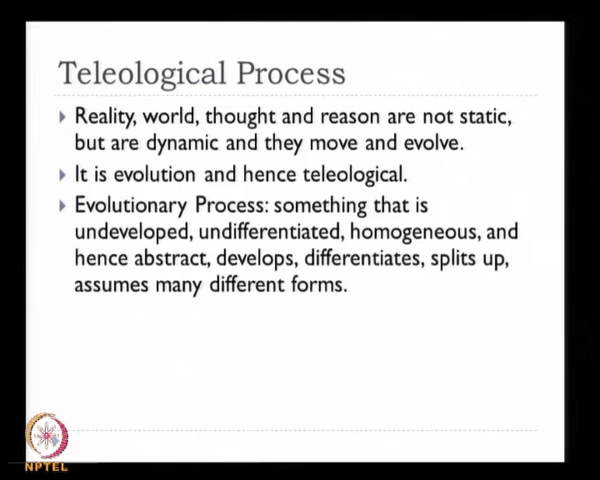 Teleological Process
Reality, world, thought and reason are not static,
but are dynamic and they move and evolve.
It is evolution and hence teleological.
Evolutionary Process: something that is
undeveloped, undifferentiated, homogeneous, and
hence abstract, develops, differentiates, splits up,
assumes many different forms.
NPTEL